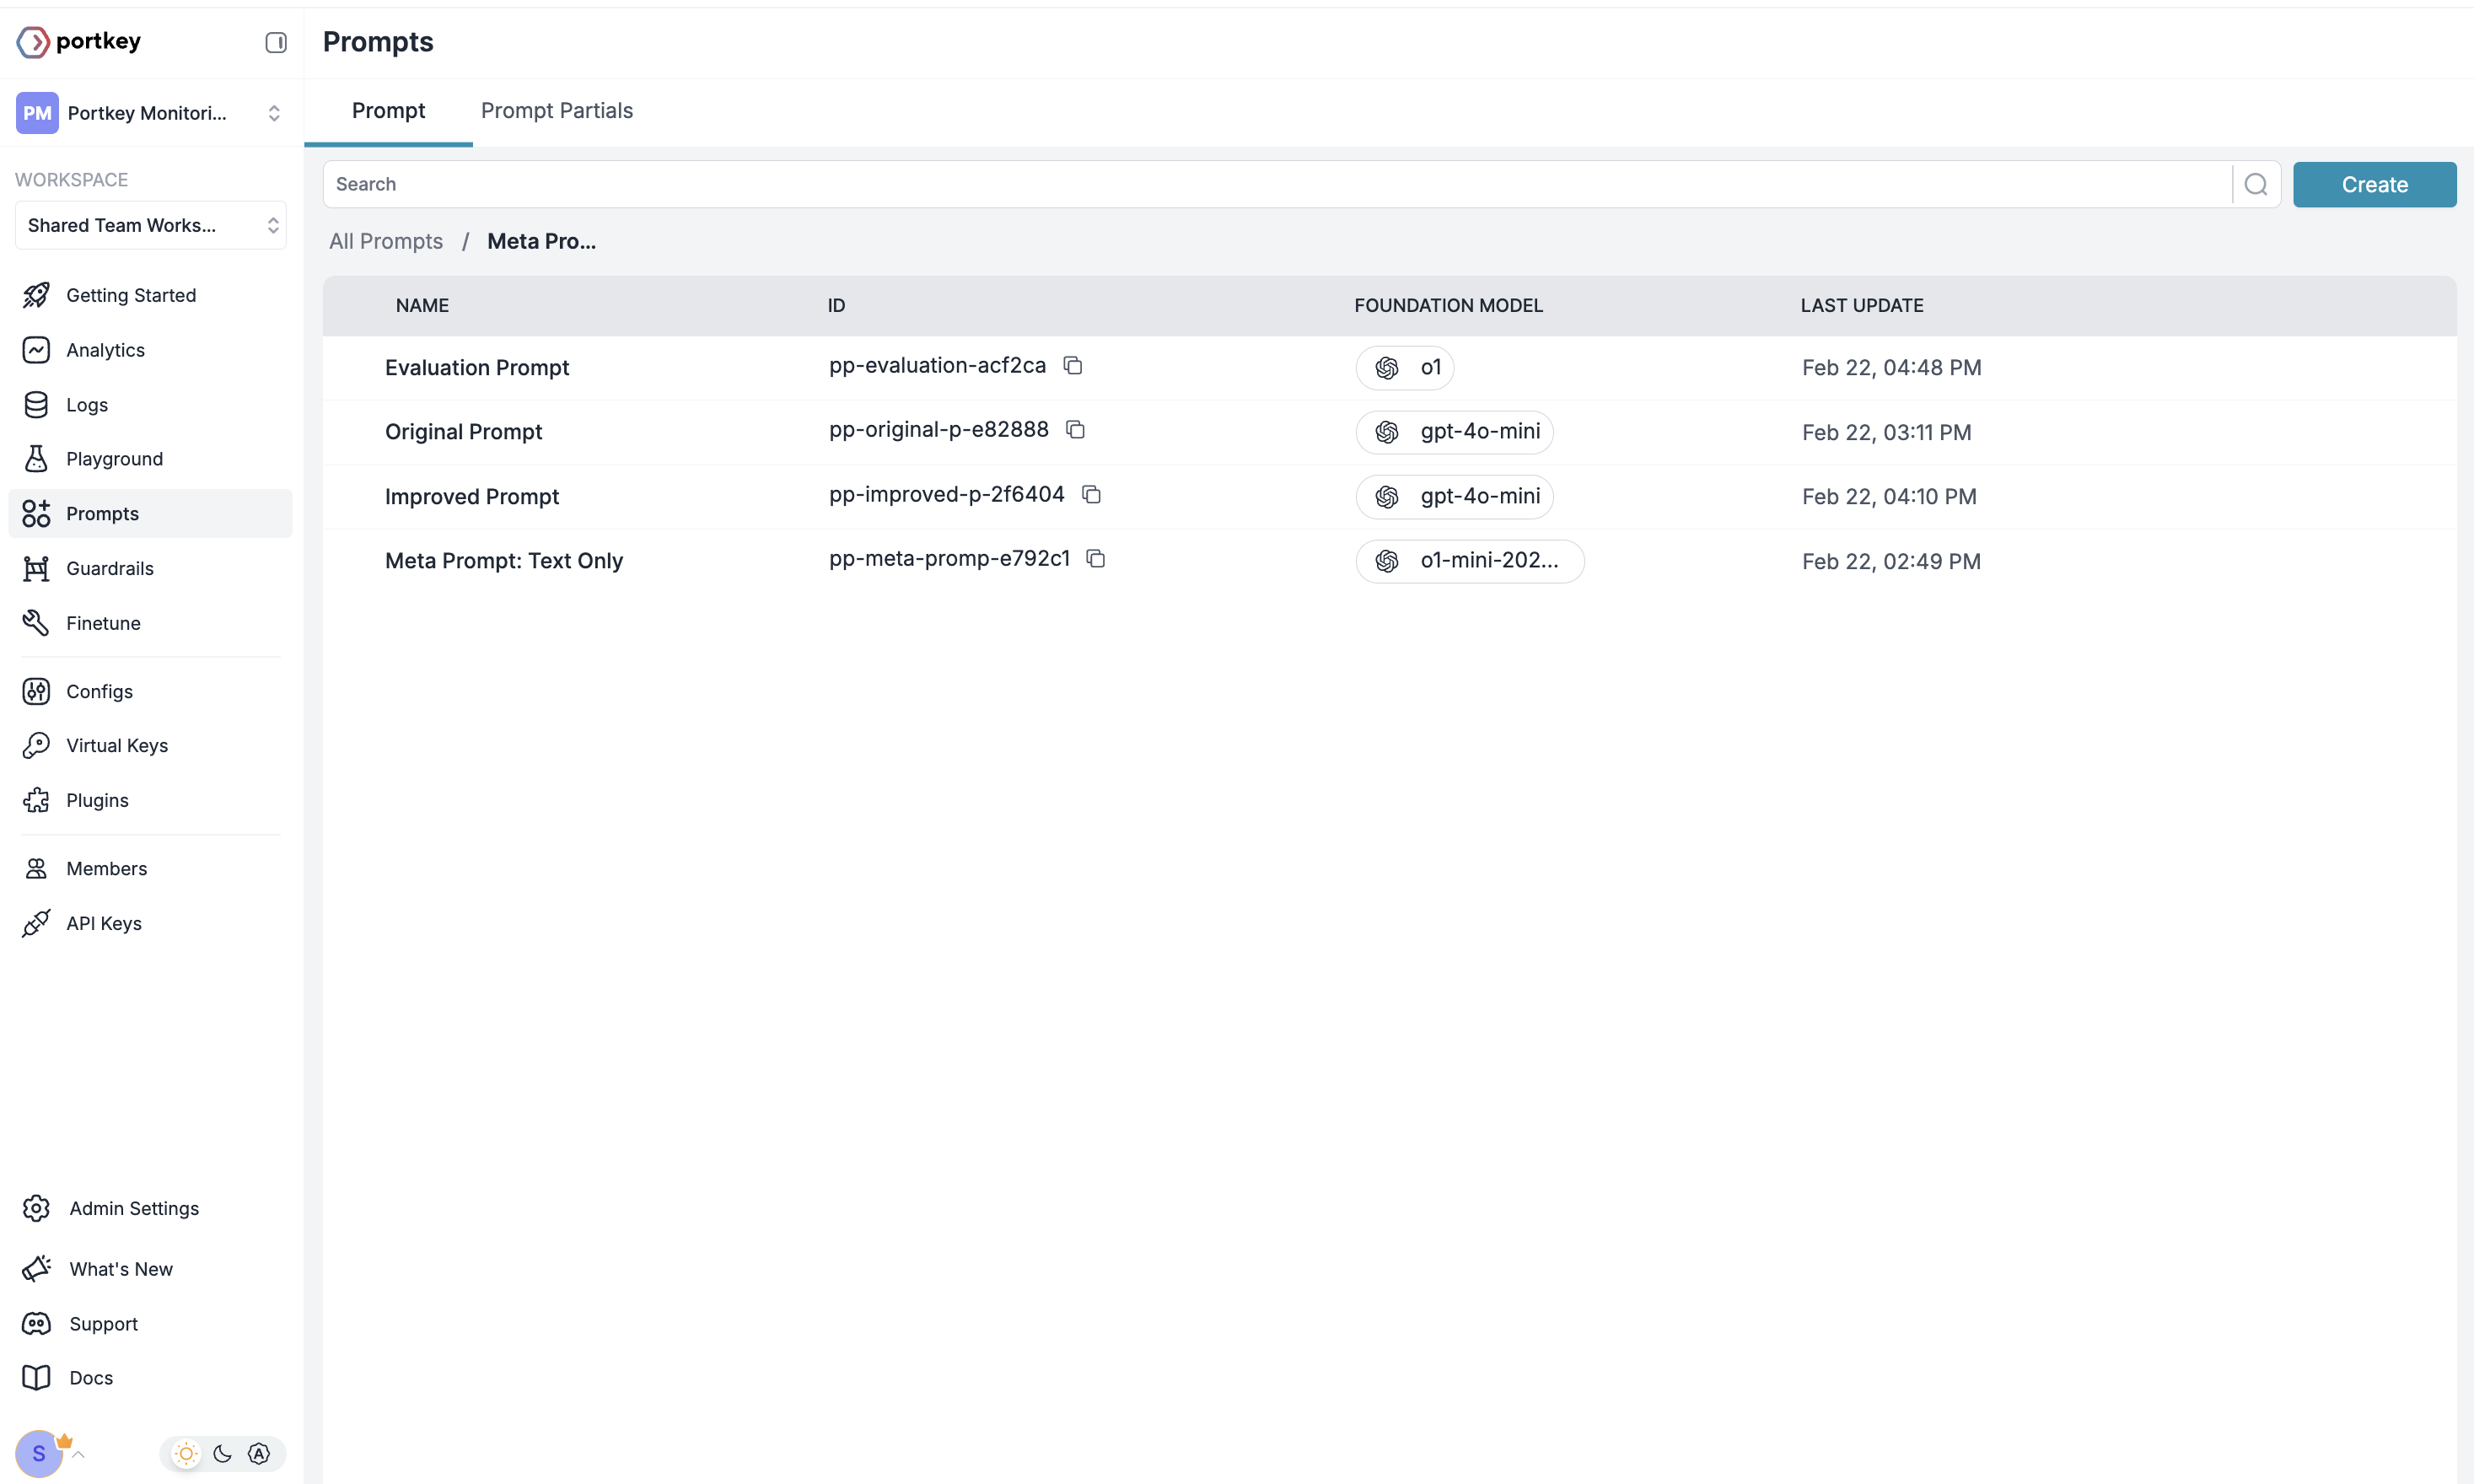 portkey
PM Portkey Monitori...
WORKSPACE
Shared Team Works...
Getting Started
Analytics
Logs
Playground
Prompts
Guardrails
Finetune
Configs
Virtual Keys
Plugins
Members
API Keys
Admin Settings
What's New
Support
Docs
S
A
Prompts
Prompt Prompt Partials
Search Create
All Prompts / Meta Pro...
NAME ID FOUNDATION MODEL LAST UPDATE
Evaluation Prompt pp-evaluation-acf2ca o1 Feb 22, 04:48 PM
Original Prompt pp-original-p-e82888 gpt-4o-mini Feb 22, 03:11 PM
Improved Prompt pp-improved-p-2f6404 gpt-4o-mini Feb 22, 04:10 PM
Meta Prompt: Text Only pp-meta-promp-e792c1 o1-mini-202... Feb 22, 02:49 PM